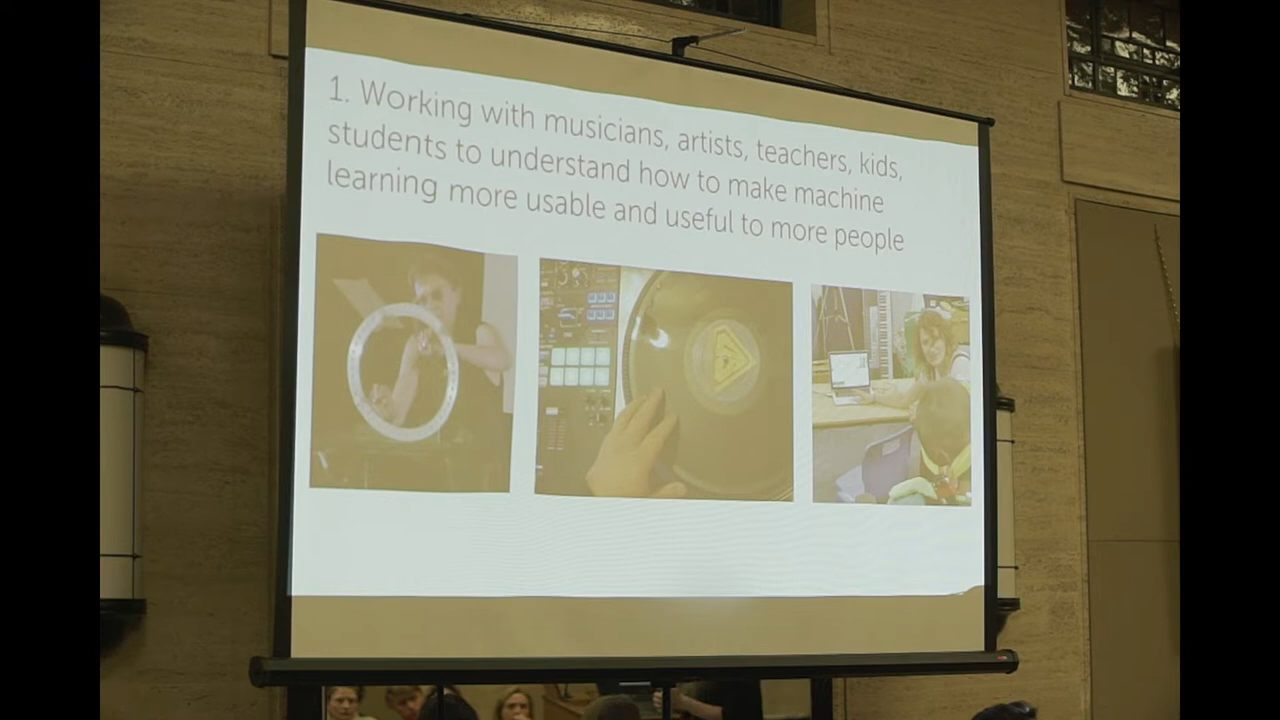 1. Working with musicians, artists, teachers, kids,
students to understand how to make machine
learning more usable and useful to more people